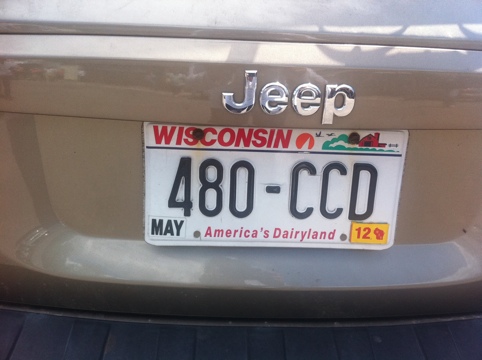 Jeep
WISCONSIN
480-CCD
MAY America's Dairyland 12